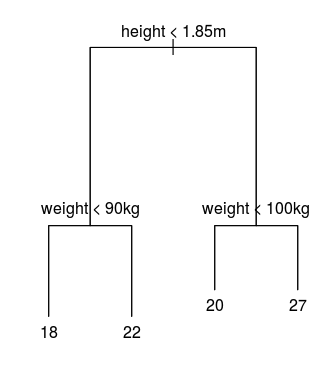 height < 1.85m
weight < 90kg
weight < 100kg
20
27
18
22